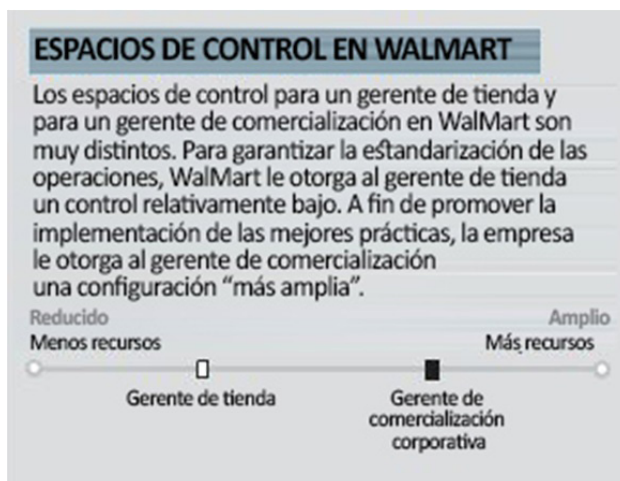 ESPACIOS DE CONTROL EN WALMART
Los espacios de control para un gerente de tienda y
para un gerente de comercialización en WalMart son
muy distintos. Para garantizar la estandarización de las
operaciones, WalMart le otorga al gerente de tienda
un control relativamente bajo. A fin de promover la
implementación de las mejores prácticas, la empresa
le otorga al gerente de comercialización
una configuración “más amplia”.
Reducido Amplio
Menos recursos Más recursos
Gerente de tienda Gerente de
comercialización
corporativa